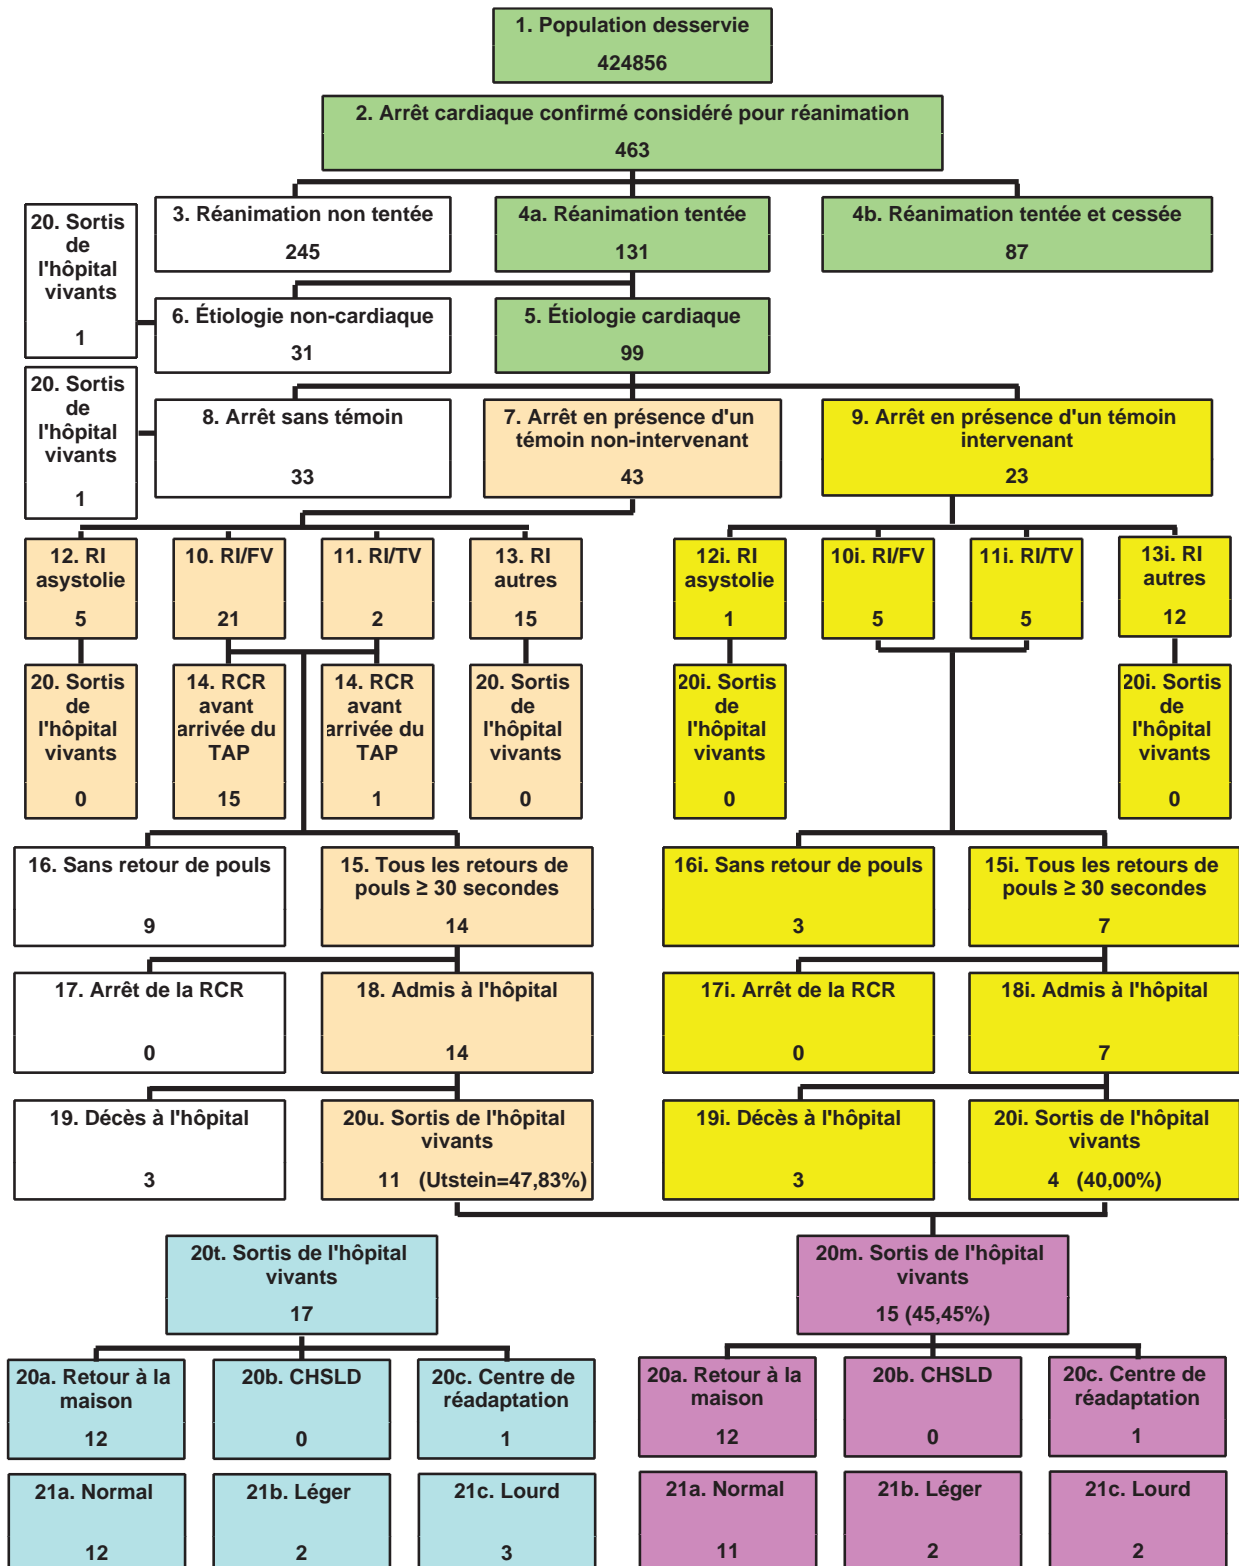 1. Population desservie
424856
2. Arrêt cardiaque confirmé considéré pour réanimation
463
20. Sortis
de
l'hôpital
vivants
1
3. Réanimation non tentée
245
4a. Réanimation tentée
131
4b. Réanimation tentée et cessée
87
6. Étiologie non-cardiaque
31
5. Étiologie cardiaque
99
20. Sortis
de
l'hôpital
vivants
1
8. Arrêt sans témoin
33
7. Arrêt en présence d'un
témoin non-intervenant
43
9. Arrêt en présence d'un témoin
intervenant
23
12. RI
asystolie
5
10. RI/FV
21
11. RI/TV
2
13. RI
autres
15
12i. RI
asystolie
1
10i. RI/FV
5
11i. RI/TV
5
13i. RI
autres
12
20. Sortis
de
l'hôpital
vivants
0
14. RCR
avant
arrivée du
TAP
15
14. RCR
avant
arrivée du
TAP
1
20. Sortis
de
l'hôpital
vivants
0
20i. Sortis
de
l'hôpital
vivants
0
20i. Sortis
de
l'hôpital
vivants
0
16. Sans retour de pouls
9
15. Tous les retours de
pouls ≥ 30 secondes
14
16i. Sans retour de pouls
3
15i. Tous les retours de
pouls ≥ 30 secondes
7
17. Arrêt de la RCR
0
18. Admis à l'hôpital
14
17i. Arrêt de la RCR
0
18i. Admis à l'hôpital
7
19. Décès à l'hôpital
3
20u. Sortis de l'hôpital
vivants
11 (Utstein=47,83%)
19i. Décès à l'hôpital
3
20i. Sortis de l'hôpital
vivants
4 (40,00%)
20t. Sortis de l'hôpital
vivants
17
20m. Sortis de l'hôpital
vivants
15 (45,45%)
20a. Retour à la
maison
12
20b. CHSLD
0
20c. Centre de
réadaptation
1
20a. Retour à la
maison
12
20b. CHSLD
0
20c. Centre de
réadaptation
1
21a. Normal
12
21b. Léger
2
21c. Lourd
3
21a. Normal
11
21b. Léger
2
21c. Lourd
2